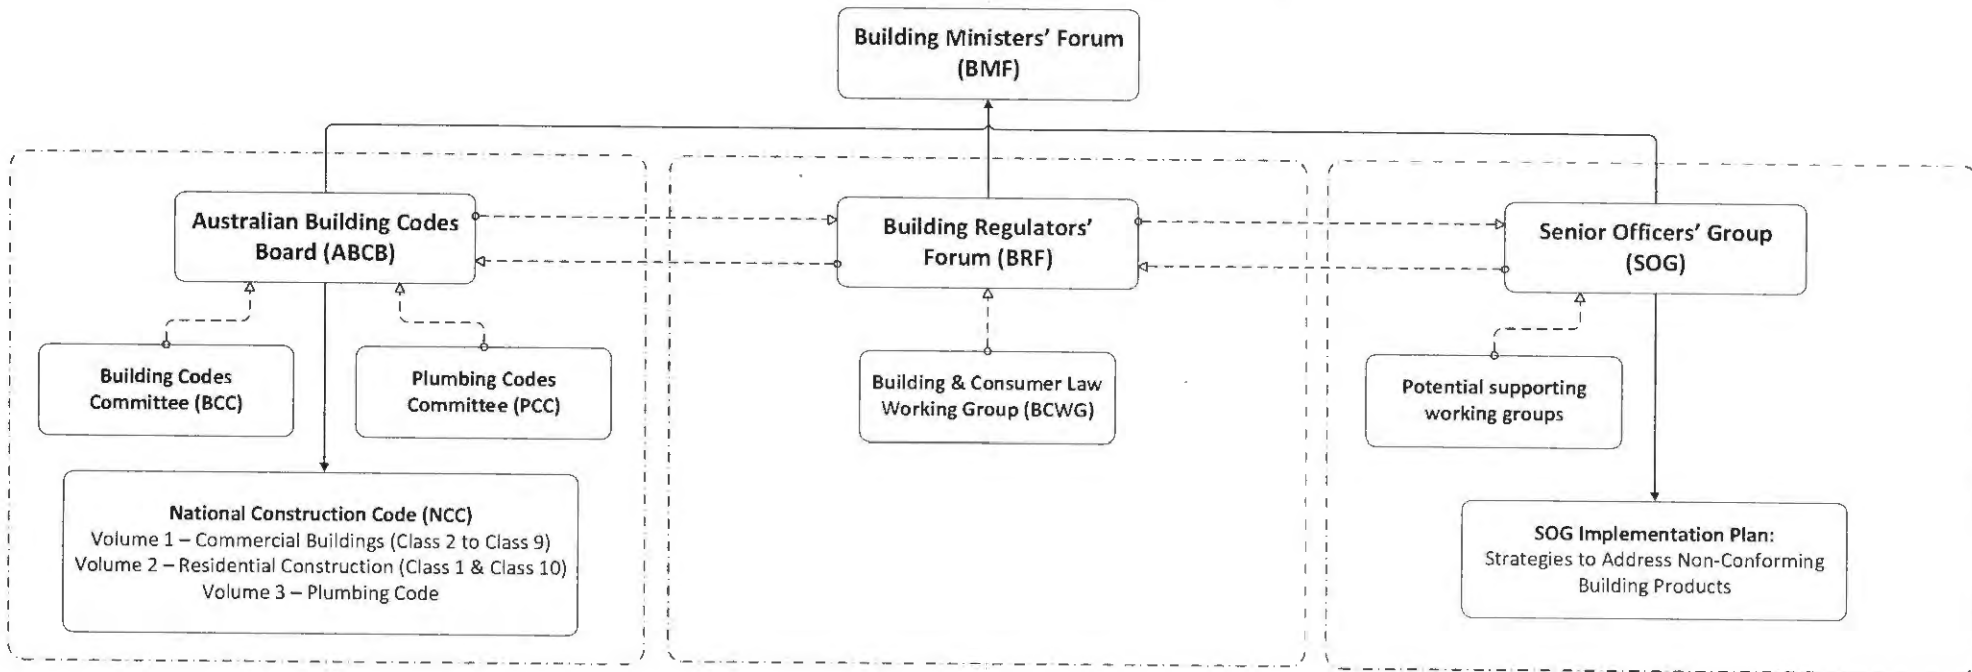 Building Ministers' Forum
(BMF)
Australian Building Codes
Board (ABCB)
Building Regulators'
Forum (BRF)
Senior Officers' Group
(SOG)
Building Codes
Committee (BCC)
Plumbing Codes
Committee (PCC)
Building & Consumer Law
Working Group (BCWG)
Potential supporting
working groups
National Construction Code (NCC)
Volume 1 – Commercial Buildings (Class 2 to Class 9)
Volume 2 – Residential Construction (Class 1 & Class 10)
Volume 3 – Plumbing Code
SOG Implementation Plan:
Strategies to Address Non-Conforming
Building Products